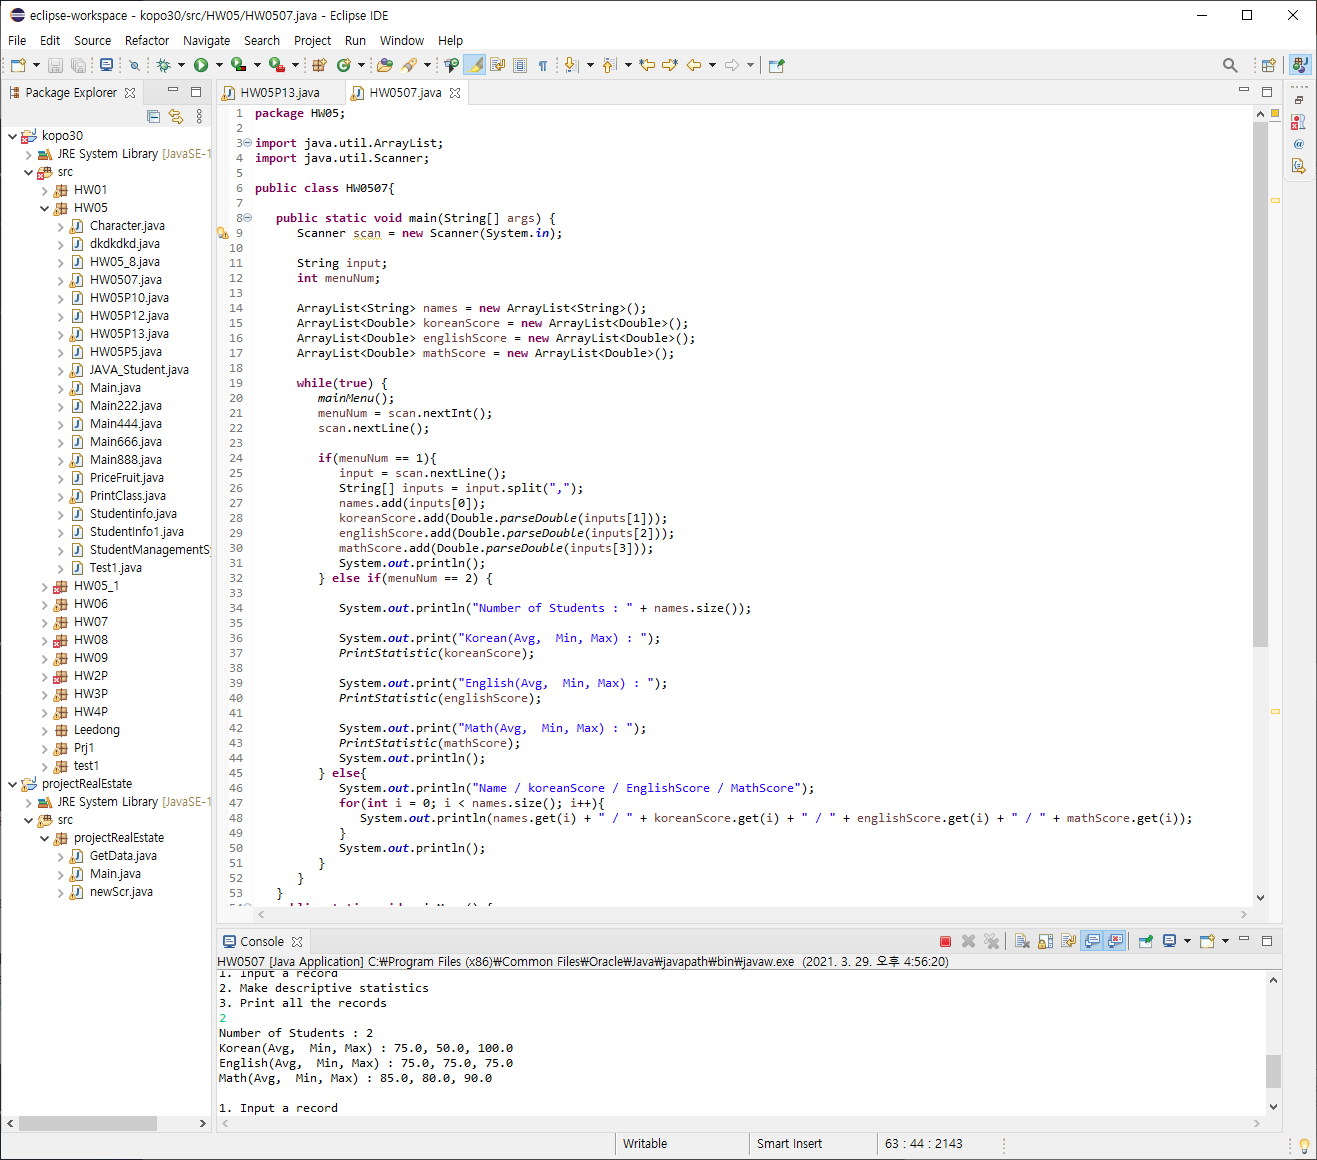 eclipse-workspace - kopo30/src/HW05/HW0507.java - Eclipse IDE
File Edit Source Refactor Navigate Search Project Run Window Help
Package Explorer
kopo30
JRE System Library [JavaSE-1
src
HW01
HW05
Character.java
dkdkdkd.java
HW05_8.java
HW0507.java
HW05P10.java
HW05P12.java
HW05P13.java
HW05P5.java
JAVA_Student.java
Main.java
Main222.java
Main444.java
Main666.java
Main888.java
PriceFruit.java
PrintClass.java
Studentinfo.java
StudentInfo1.java
StudentManagementS
Test1.java
HW05_1
HW06
HW07
HW08
HW09
HW2P
HW3P
HW4P
Leedong
Prj1
test1
projectRealEstate
JRE System Library [JavaSE-1
src
projectRealEstate
GetData.java
Main.java
newScr.java
HW05P13.java HW0507.java
1 package HW05;
2
3 import java.util.ArrayList;
4 import java.util.Scanner;
5
6 public class HW0507{
7
8 public static void main(String[] args) {
9 Scanner scan = new Scanner(System.in);
10
11 String input;
12 int menuNum;
13
14 ArrayList<String> names = new ArrayList<String>();
15 ArrayList<Double> koreanScore = new ArrayList<Double>();
16 ArrayList<Double> englishScore = new ArrayList<Double>();
17 ArrayList<Double> mathScore = new ArrayList<Double>();
18
19 while(true) {
20 mainMenu();
21 menuNum = scan.nextInt();
22 scan.nextLine();
23
24 if(menuNum == 1){
25 input = scan.nextLine();
26 String[] inputs = input.split(",");
27 names.add(inputs[0]);
28 koreanScore.add(Double.parseDouble(inputs[1]));
29 englishScore.add(Double.parseDouble(inputs[2]));
30 mathScore.add(Double.parseDouble(inputs[3]));
31 System.out.println();
32 } else if(menuNum == 2) {
33
34 System.out.println("Number of Students : " + names.size());
35
36 System.out.print("Korean(Avg,  Min, Max) : ");
37 PrintStatistic(koreanScore);
38
39 System.out.print("English(Avg,  Min, Max) : ");
40 PrintStatistic(englishScore);
41
42 System.out.print("Math(Avg,  Min, Max) : ");
43 PrintStatistic(mathScore);
44 System.out.println();
45 } else{
46 System.out.println("Name / koreanScore / EnglishScore / MathScore");
47 for(int i = 0; i < names.size(); i++){
48 System.out.println(names.get(i) + " / " + koreanScore.get(i) + " / " + englishScore.get(i) + " / " + mathScore.get(i));
49 }
50 System.out.println();
51 }
52 }
53 }
Console
HW0507 [Java Application] C:₩Program Files (x86)₩Common Files₩Oracle₩Java₩javapath₩bin₩javaw.exe (2021. 3. 29. 오후 4:56:20)
1. Input a record
2. Make descriptive statistics
3. Print all the records
2
Number of Students : 2
Korean(Avg,  Min, Max) : 75.0, 50.0, 100.0
English(Avg,  Min, Max) : 75.0, 75.0, 75.0
Math(Avg,  Min, Max) : 85.0, 80.0, 90.0
1. Input a record
Writable Smart Insert 63 : 44 : 2143